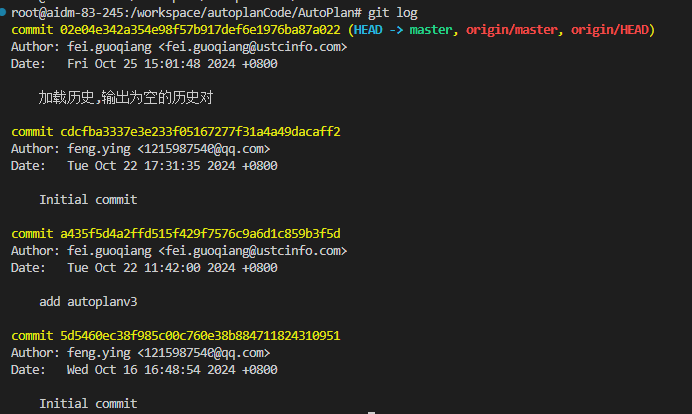 root@aidm-83-245:/workspace/autoplanCode/AutoPlan# git log
commit 02e04e342a354e98f57b917def6e1976ba87a022 (HEAD -> master, origin/master, origin/HEAD)
Author: fei.guoqiang <fei.guoqiang@ustcinfo.com>
Date:   Fri Oct 25 15:01:48 2024 +0800
加载历史,输出为空的历史对
commit cdcfba3337e3e233f05167277f31a4a49dacaff2
Author: feng.ying <1215987540@qq.com>
Date:   Tue Oct 22 17:31:35 2024 +0800
Initial commit
commit a435f5d4a2ffd515f429f7576c9a6d1c859b3f5d
Author: fei.guoqiang <fei.guoqiang@ustcinfo.com>
Date:   Tue Oct 22 11:42:00 2024 +0800
add autoplanv3
commit 5d5460ec38f985c00c760e38b884711824310951
Author: feng.ying <1215987540@qq.com>
Date:   Wed Oct 16 16:48:54 2024 +0800
Initial commit